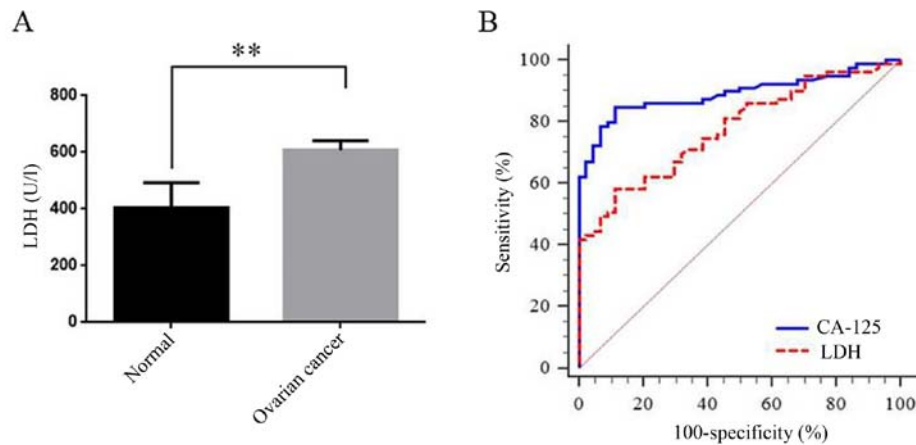 A
**
LDH (U/l)
800
600
400
200
0
Normal
Ovarian cancer
B
Sensitivity (%)
100
80
60
40
20
0
CA-125
LDH
0
20
40
60
80
100
100-specificity (%)